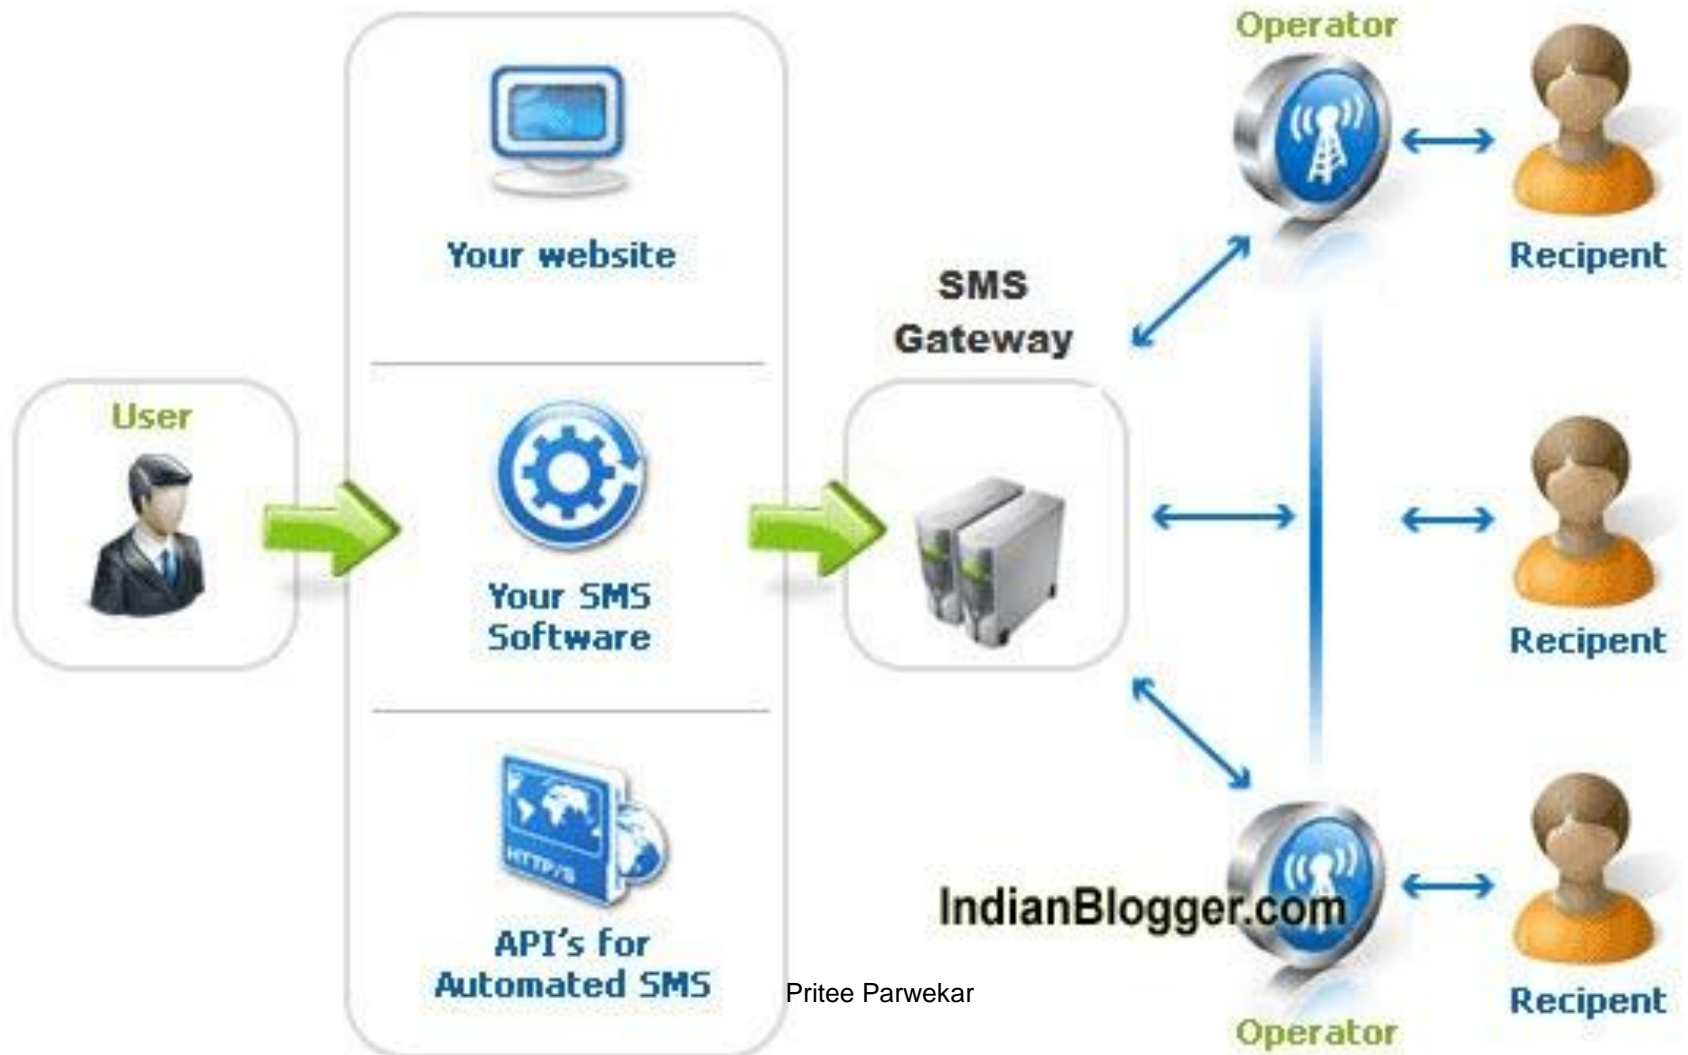 Operator
Your website
Recipent
SMS
Gateway
User
Your SMS
Software
Recipent
HTTP/S
IndianBlogger.com
API's for
Automated SMS
Pritee Parwekar
Recipent
Operator